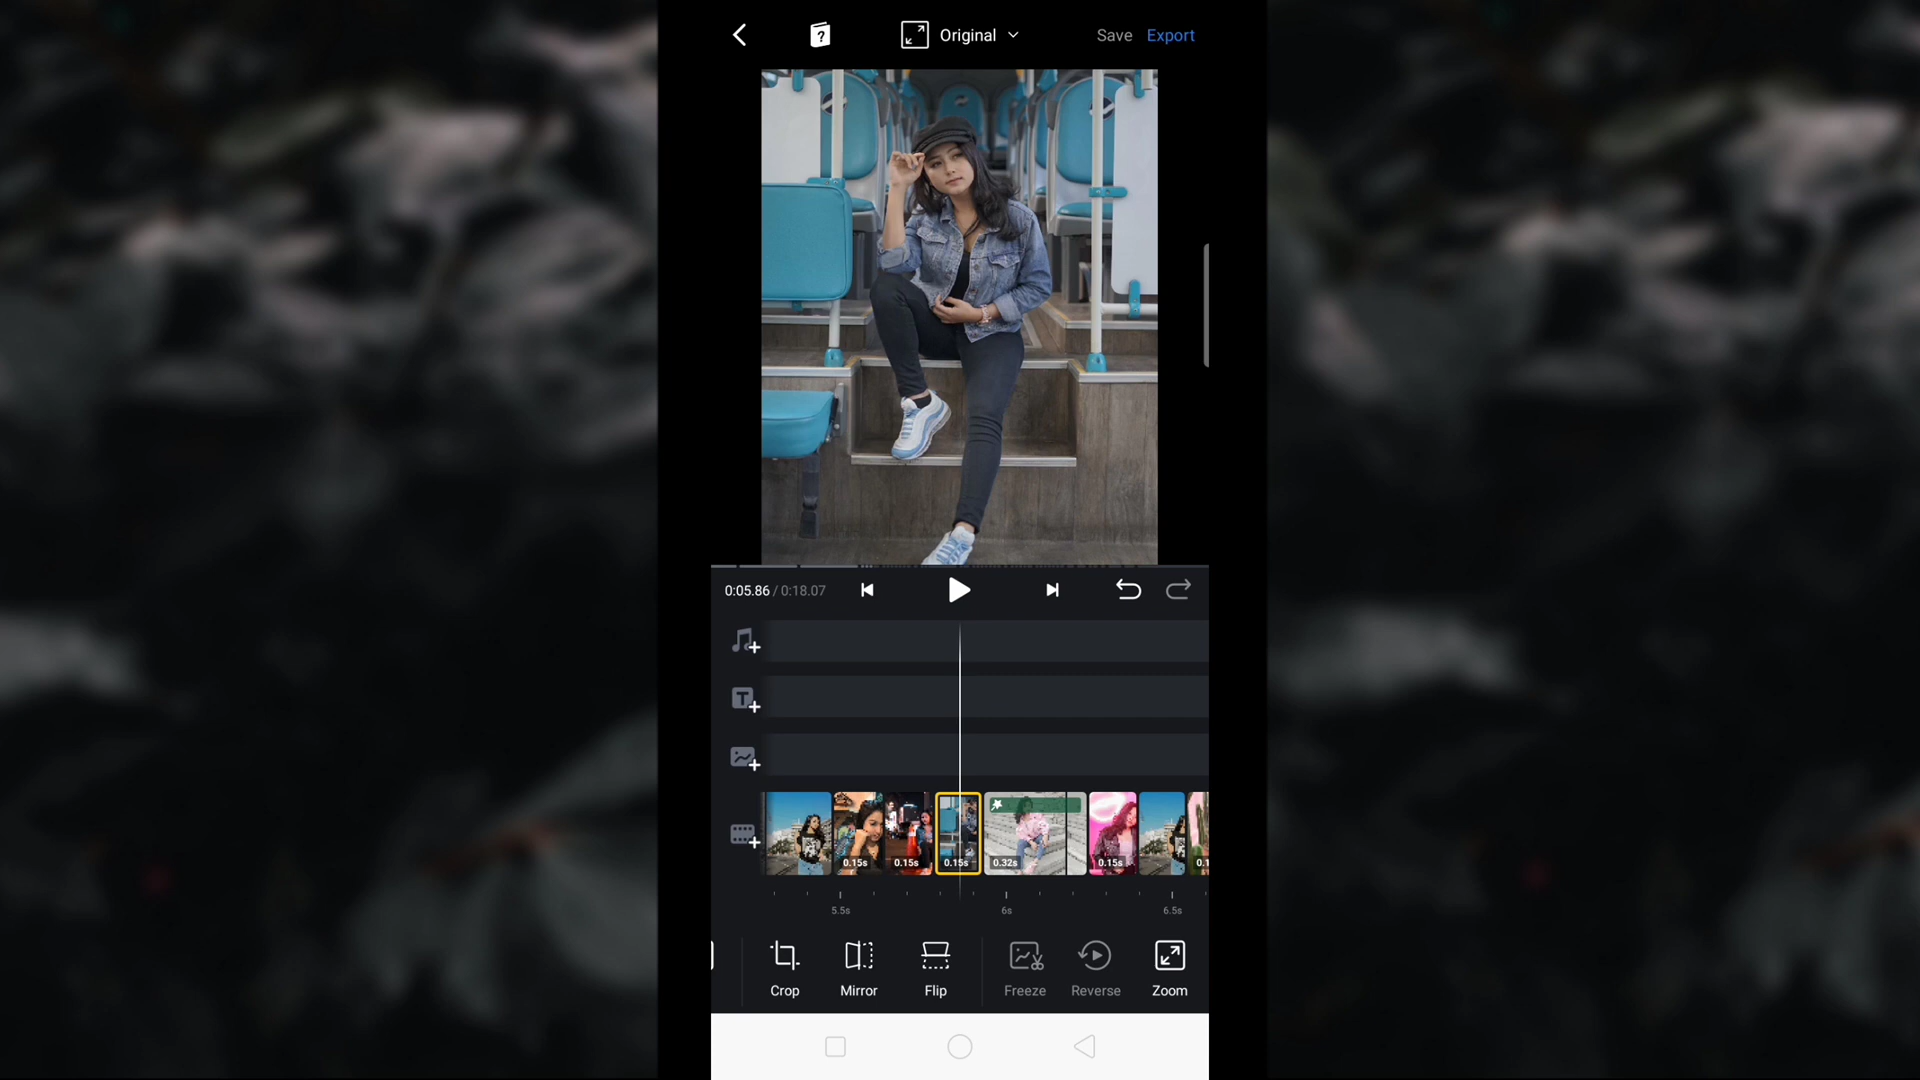 Original
Save Export
0:05.86 / 0:18.07
0.15s 0.15s 0.15s 0.32s 0.15s
5.5s 6s 6.5s
Crop Mirror Flip Freeze Reverse Zoom